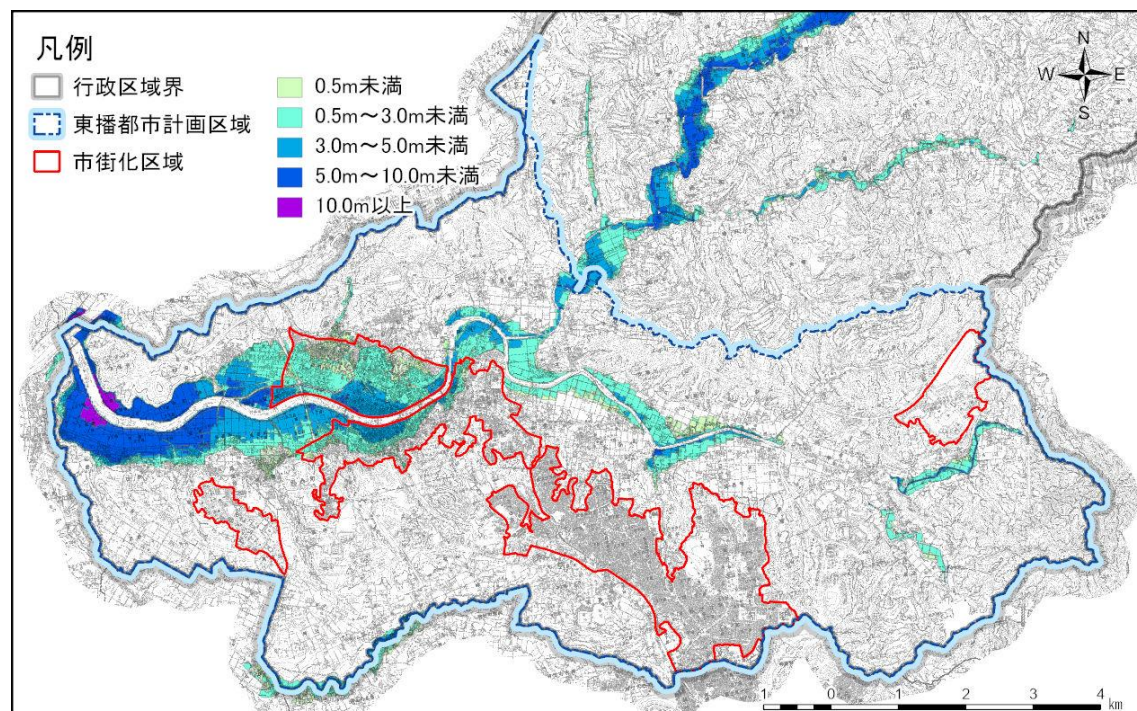 凡例
行政区域界
東播都市計画区域
市街化区域
0.5m未満
0.5m～3.0m未満
3.0m～5.0m未満
5.0m～10.0m未満
10.0m以上
N
W
E
S
1 0 1 2 3 4
km